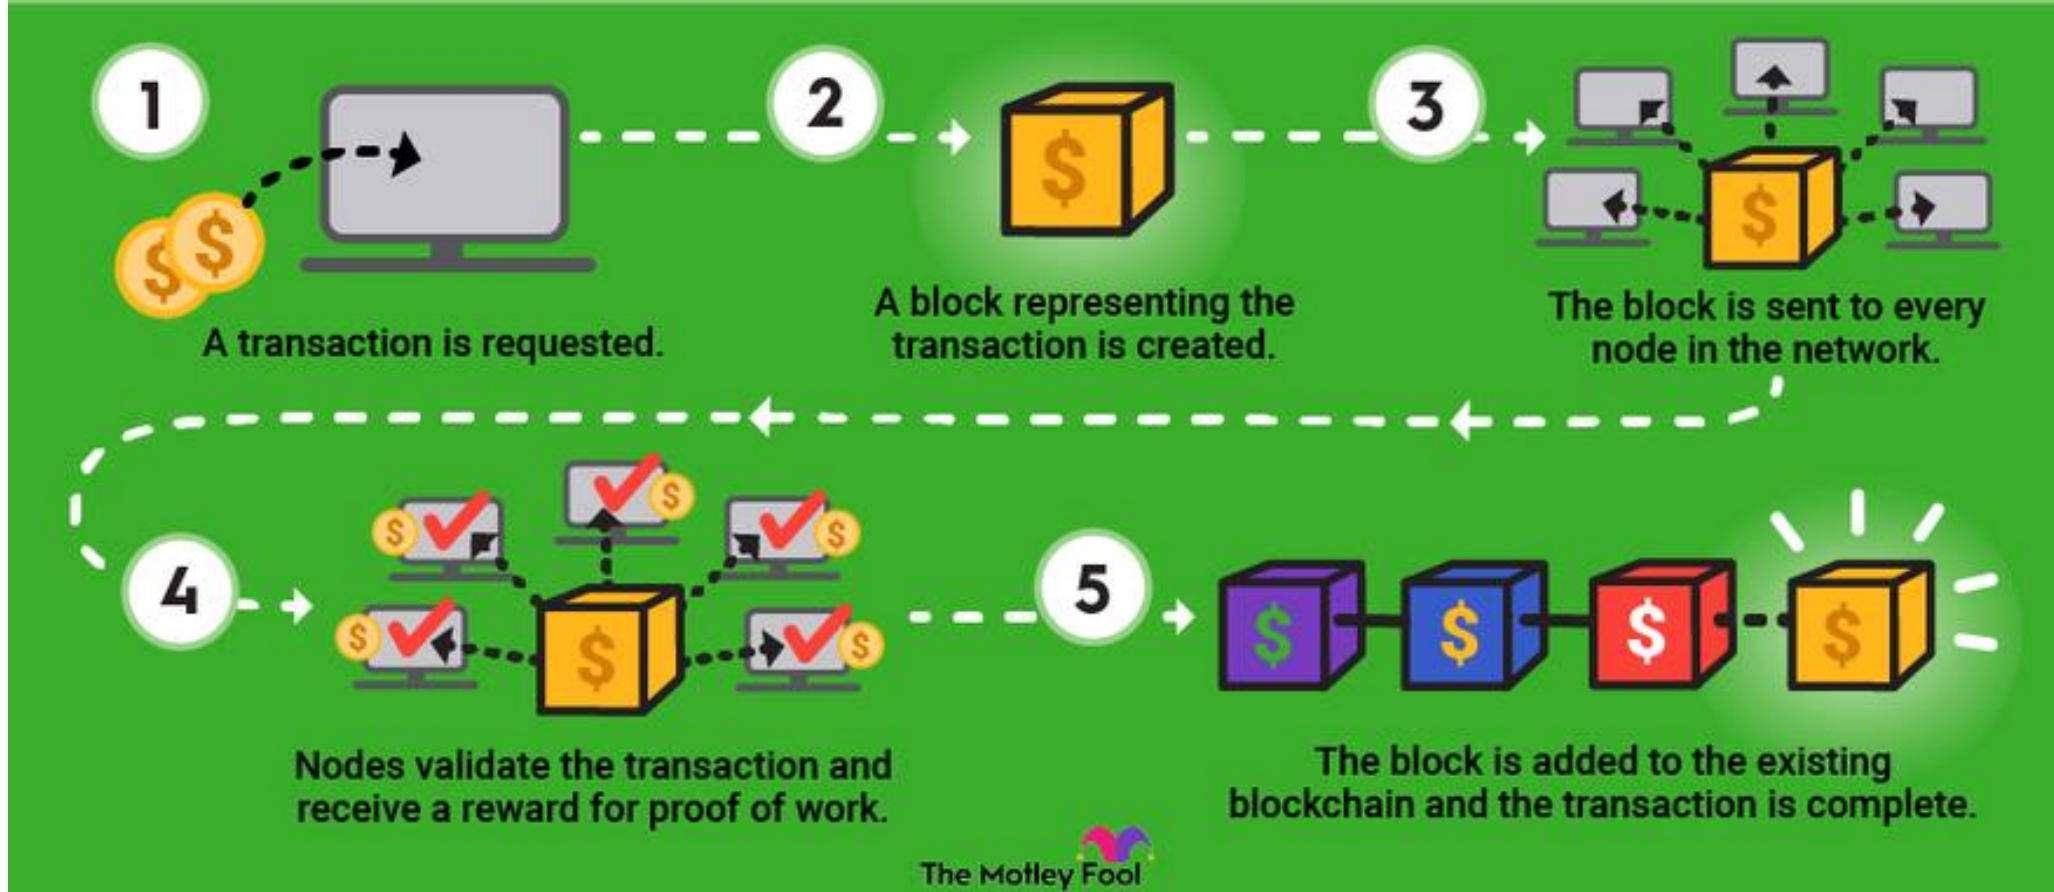 1
2
3
$
$
$
$
A transaction is requested.
A block representing the
transaction is created.
The block is sent to every
node in the network.
4
5
$
$
$
$
$
$
$
$
$
$
Nodes validate the transaction and
receive a reward for proof of work.
The block is added to the existing
blockchain and the transaction is complete.
The Motley Fool